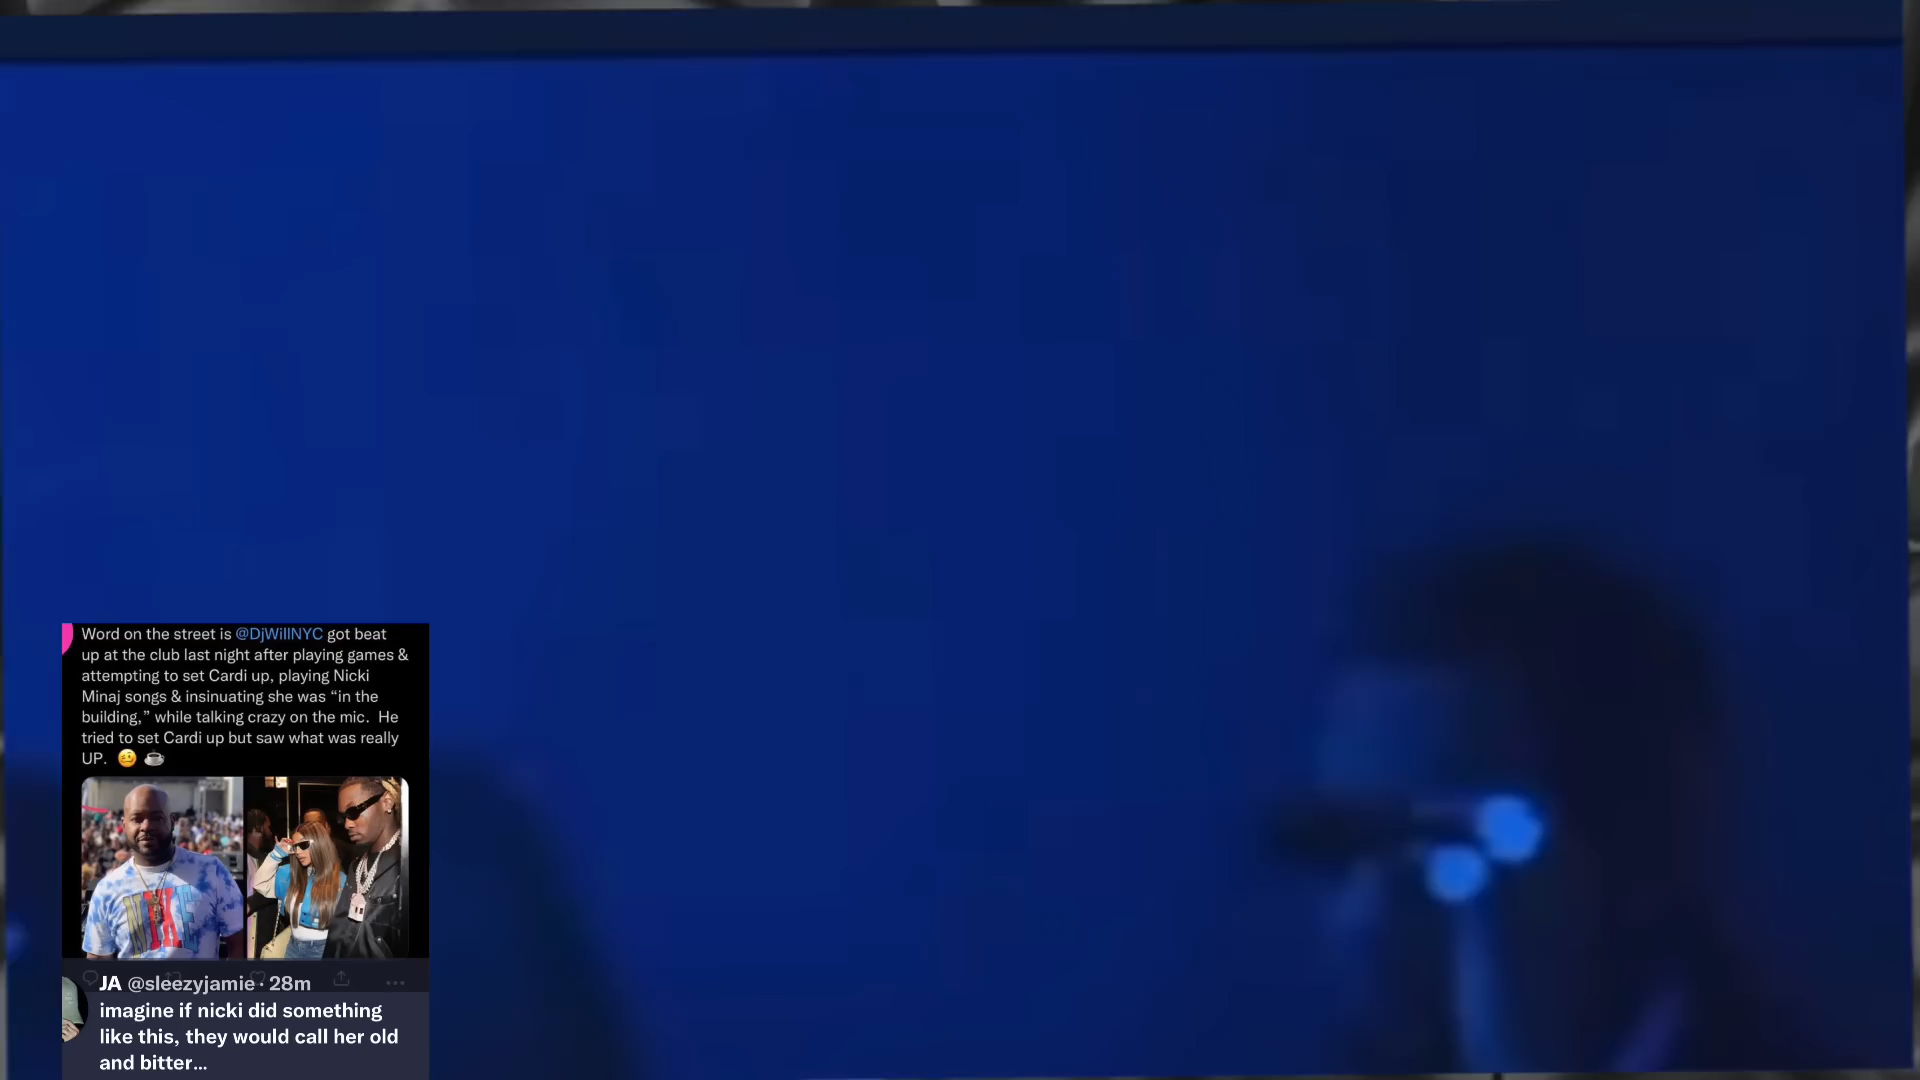 Word on the street is @DjWillNYC got beat
up at the club last night after playing games &
attempting to set Cardi up, playing Nicki
Minaj songs & insinuating she was “in the
building,” while talking crazy on the mic.  He
tried to set Cardi up but saw what was really
UP. 🥴 ☕
NIKE
JA @sleezyjamie · 28m
imagine if nicki did something
like this, they would call her old
and bitter...